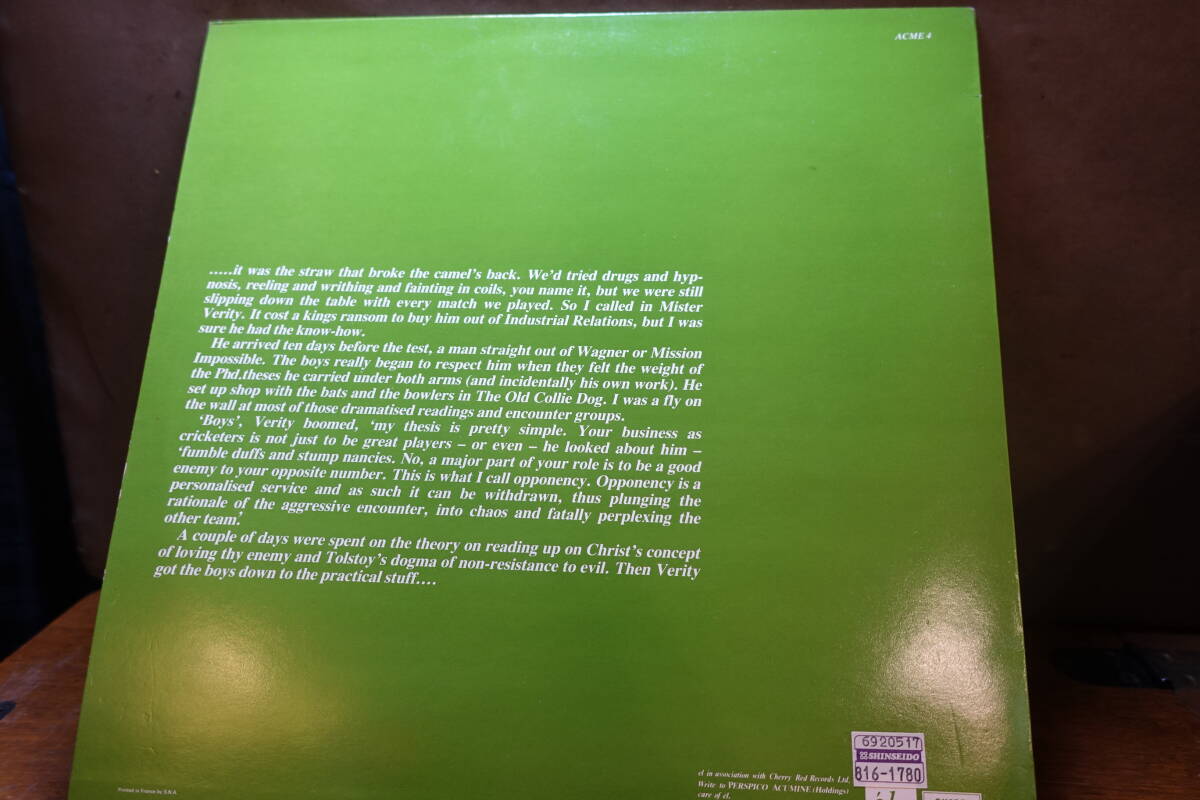 ACME 4
.....it was the straw that broke the camel's back. We'd tried drugs and hyp-
nosis, reeling and writhing and fainting in coils, you name it, but we were still
slipping down the table with every match we played. So I called in Mister
Verity. It cost a kings ransom to buy him out of Industrial Relations, but I was
sure he had the know-how.
He arrived ten days before the test, a man straight out of Wagner or Mission
Impossible. The boys really began to respect him when they felt the weight of
the Phd.theses he carried under both arms (and incidentally his own work). He
set up shop with the bats and the bowlers in The Old Collie Dog. I was a fly on
the wall at most of those dramatised readings and encounter groups.
'Boys', Verity boomed, 'my thesis is pretty simple. Your business as
cricketers is not just to be great players – or even – he looked about him –
'fumble duffs and stump nancies. No, a major part of your role is to be a good
enemy to your opposite number. This is what I call opponency. Opponency is a
personalised service and as such it can be withdrawn, thus plunging the
rationale of the aggressive encounter, into chaos and fatally perplexing the
other team.'
A couple of days were spent on the theory on reading up on Christ's concept
of loving thy enemy and Tolstoy's dogma of non-resistance to evil. Then Verity
got the boys down to the practical stuff....
6920517
SHINSEIDO
816-1780
el in association with Cherry Red Records Ltd,
Write to 'PERSPICO ACUMINE (Holdings)
care of el.
Printed in France by S.N.A.